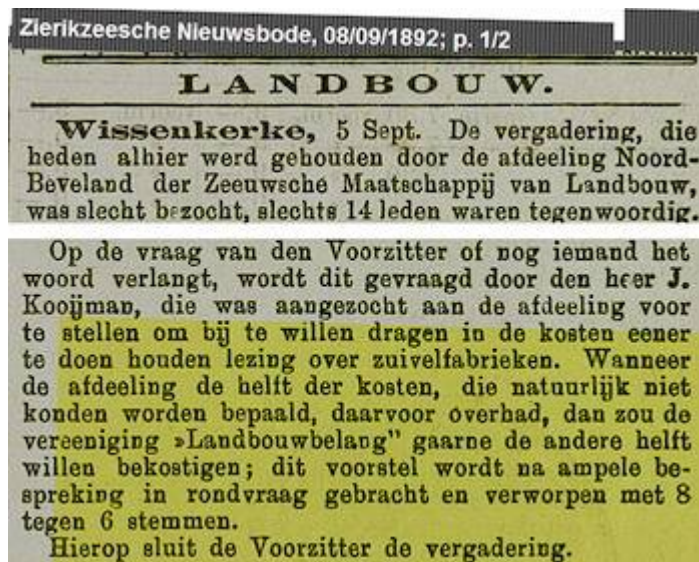 Zierikzeesche Nieuwsbode, 08/09/1892; p. 1/2
LANDBOUW.
Wissenkerke, 5 Sept. De vergadering, die
heden alhier werd gehouden door de afdeeling Noord-
Beveland der Zeeuwsche Maatschappij van Landbouw,
was slecht bezocht, slechts 14 leden waren tegenwoordig.
Op de vraag van den Voorzitter of nog iemand het
woord verlangt, wordt dit gevraagd door den heer J.
Kooijman, die was aangezocht aan de afdeeling voor
te stellen om bij te willen dragen in de kosten eener
te doen houden lezing over zuivelfabrieken. Wanneer
de afdeeling de helft der kosten, die natuurlijk niet
konden worden bepaald, daarvoor overhad, dan zou de
vereeniging »Landbouwbelang" gaarne de andere helft
willen bekostigen; dit voorstel wordt na ampele be-
spreking in rondvraag gebracht en verworpen met 8
tegen 6 stemmen.
Hierop sluit de Voorzitter de vergadering.